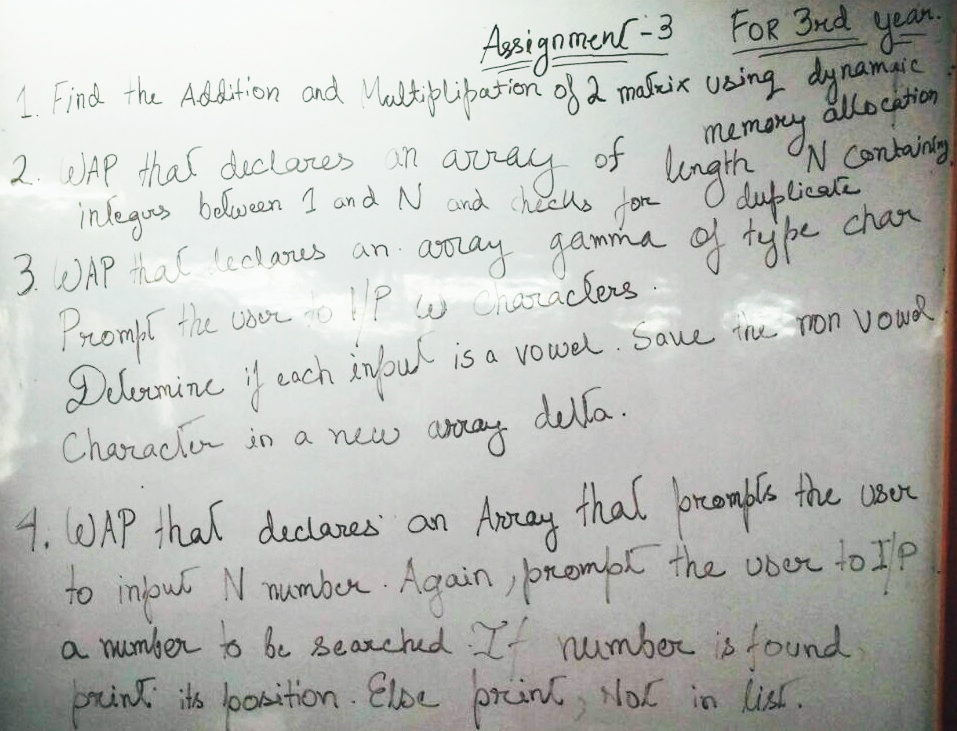 Assignment - 3 FOR 3rd year.
1. Find the Addition and Multiplipation of 2 matrix using dynamic
memory allocation
2. WAP that declares an array of length N containing
integers between 1 and N and checks for duplicate
3. WAP that declares an array gamma of type char
Prompt the user to I/P characters.
Determine if each input is a vowel. Save the non vowel
Character in a new array delta.
4. WAP that declares an Array that prompts the user
to input N number. Again, prompt the user to I/P
a number to be searched. If number is found
print its position. Else print, Not in list.